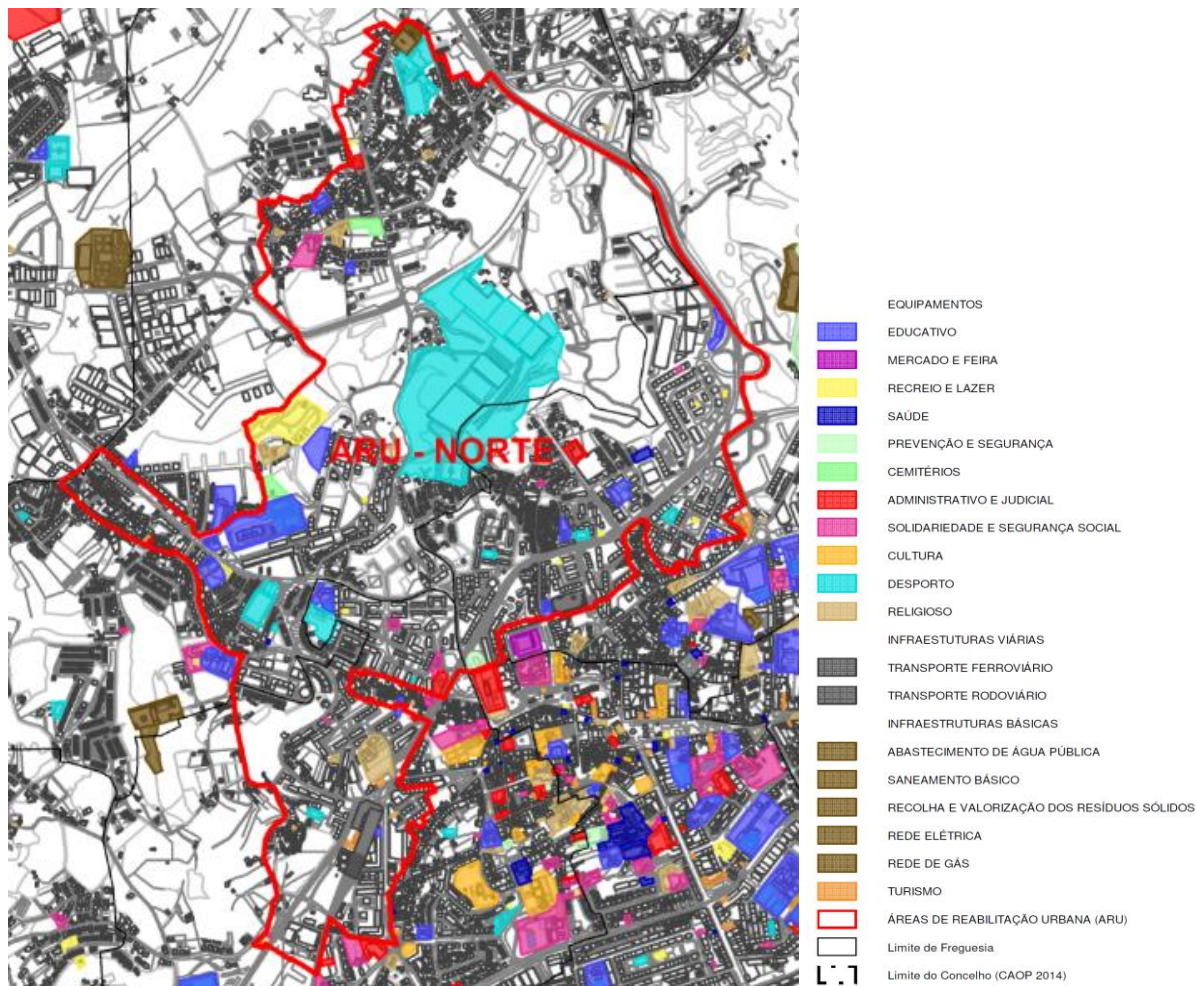 ARU - NORTE
EQUIPAMENTOS
EDUCATIVO
MERCADO E FEIRA
RECREIO E LAZER
SAÚDE
PREVENÇÃO E SEGURANÇA
CEMITÉRIOS
ADMINISTRATIVO E JUDICIAL
SOLIDARIEDADE E SEGURANÇA SOCIAL
CULTURA
DESPORTO
RELIGIOSO
INFRAESTUTURAS VIÁRIAS
TRANSPORTE FERROVIÁRIO
TRANSPORTE RODOVIÁRIO
INFRAESTRUTURAS BÁSICAS
ABASTECIMENTO DE ÁGUA PÚBLICA
SANEAMENTO BÁSICO
RECOLHA E VALORIZAÇÃO DOS RESÍDUOS SÓLIDOS
REDE ELÉTRICA
REDE DE GÁS
TURISMO
ÁREAS DE REABILITAÇÃO URBANA (ARU)
Limite de Freguesia
Limite do Concelho (CAOP 2014)